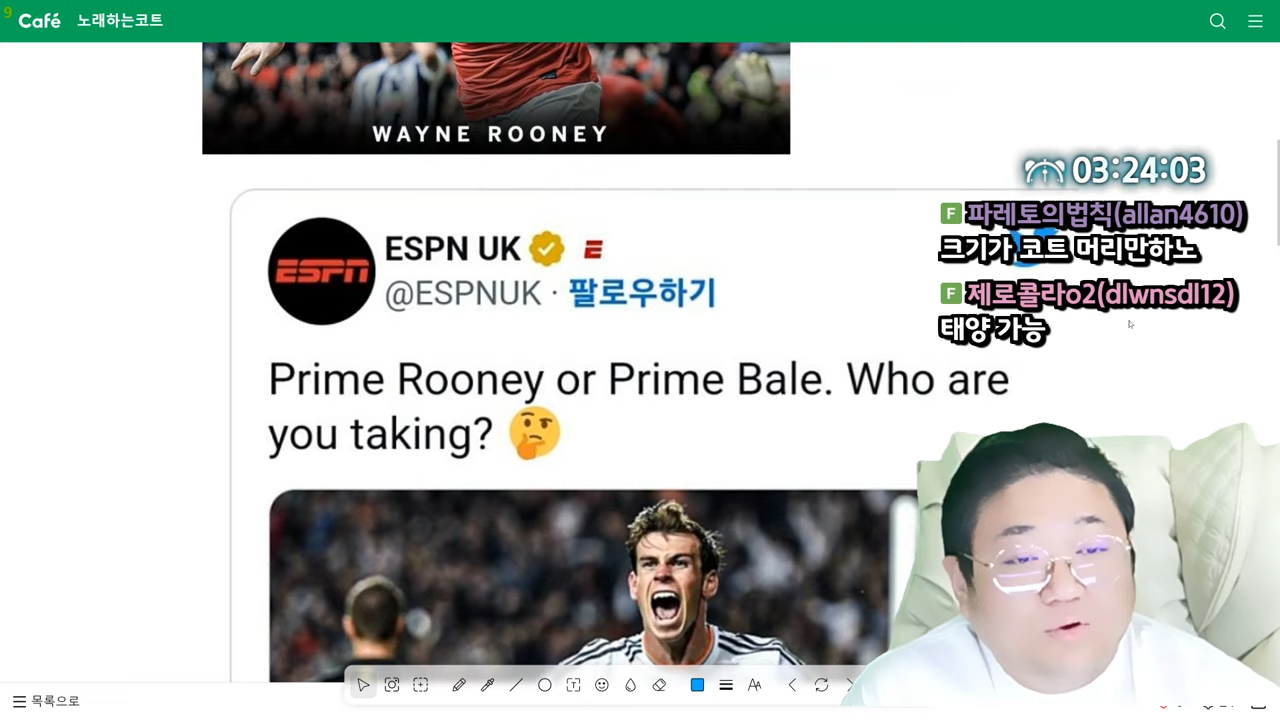 9
Café 노래하는코트
WAYNE ROONEY
03:24:03
F 파레토의법칙(allan4610)
크기가 코트 머리만하노
F 제로콜라o2(dlwnsdl12)
태양 가능
ESPN
ESPN UK E
@ESPNUK · 팔로우하기
Prime Rooney or Prime Bale. Who are
you taking?
목록으로